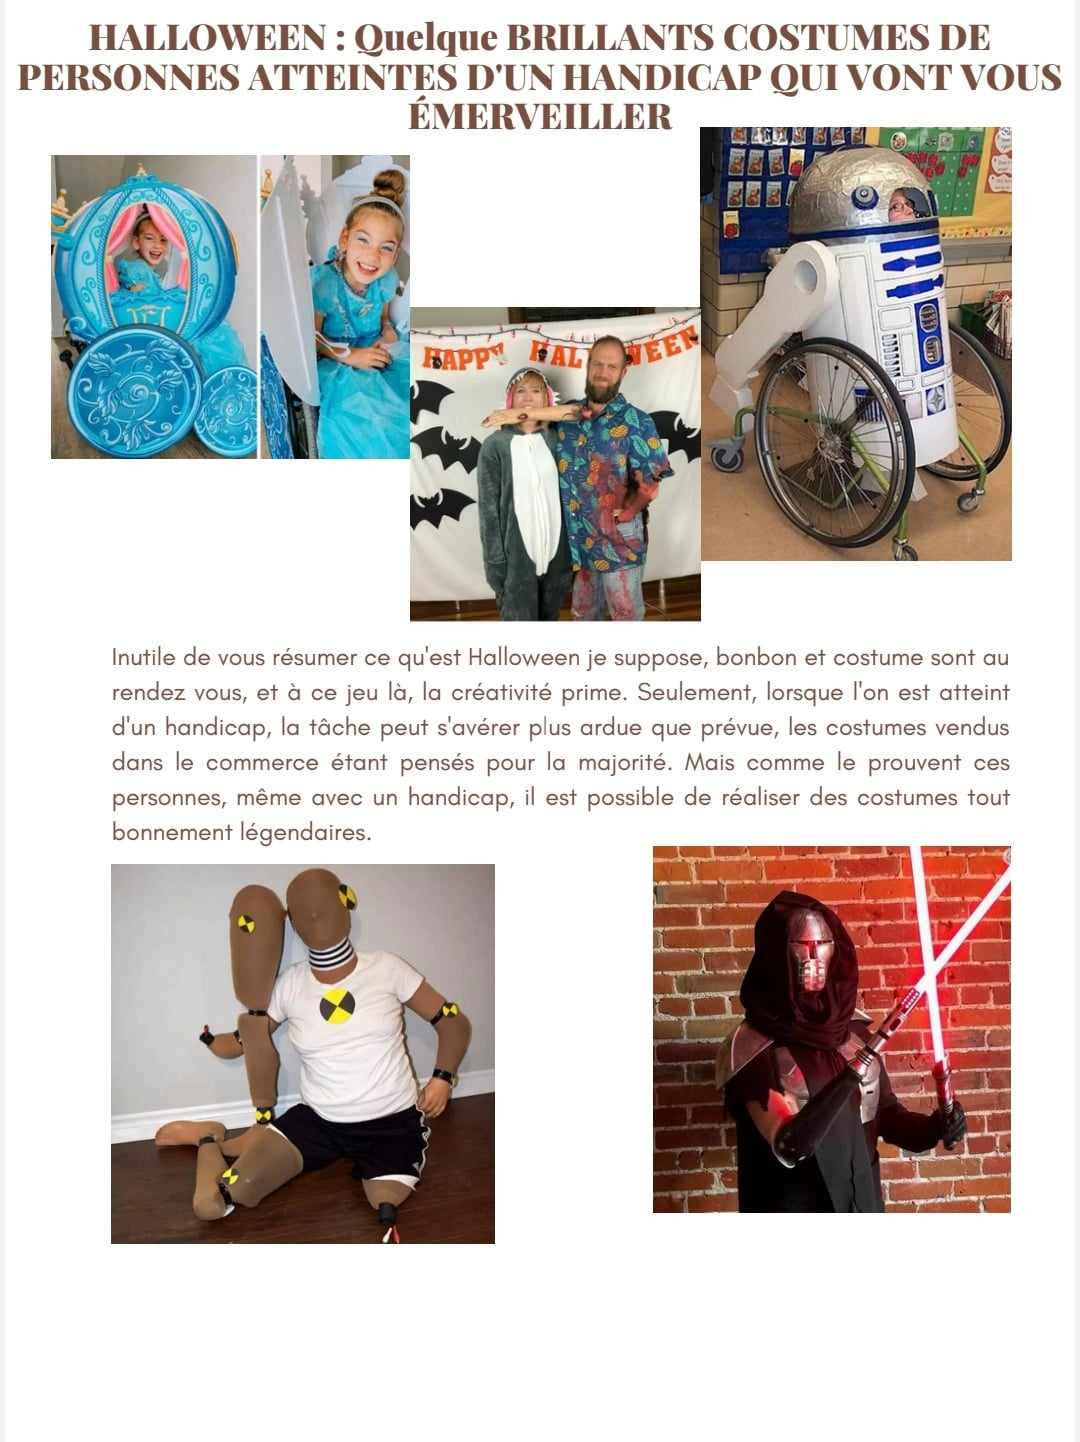 HALLOWEEN : Quelque BRILLANTS COSTUMES DE
PERSONNES ATTEINTES D'UN HANDICAP QUI VONT VOUS
ÉMERVEILLER
HAPPY HALLOWEEN
Inutile de vous résumer ce qu'est Halloween je suppose, bonbon et costume sont au
rendez vous, et à ce jeu là, la créativité prime. Seulement, lorsque l'on est atteint
d'un handicap, la tâche peut s'avérer plus ardue que prévue, les costumes vendus
dans le commerce étant pensés pour la majorité. Mais comme le prouvent ces
personnes, même avec un handicap, il est possible de réaliser des costumes tout
bonnement légendaires.